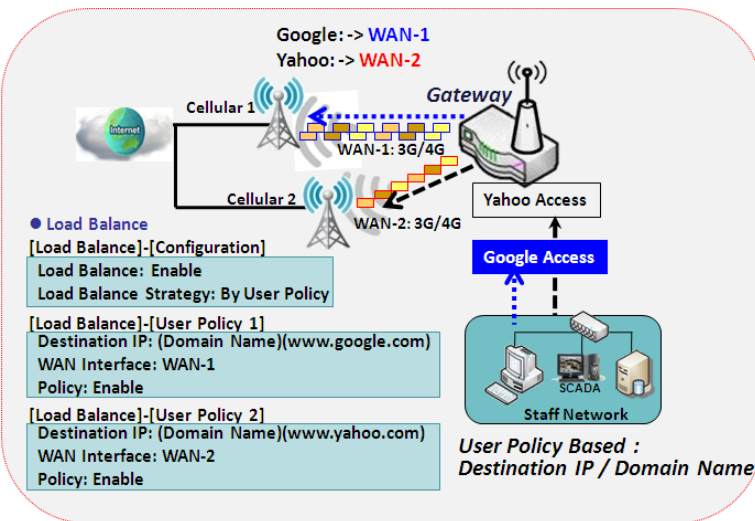 Google: -> WAN-1
Yahoo: -> WAN-2
Gateway
Cellular 1
Internet
WAN-1: 3G/4G
Cellular 2
WAN-2: 3G/4G
Yahoo Access
Google Access
● Load Balance
[Load Balance]-[Configuration]
Load Balance: Enable
Load Balance Strategy: By User Policy
[Load Balance]-[User Policy 1]
Destination IP: (Domain Name)(www.google.com)
WAN Interface: WAN-1
Policy: Enable
[Load Balance]-[User Policy 2]
Destination IP: (Domain Name)(www.yahoo.com)
WAN Interface: WAN-2
Policy: Enable
SCADA
Staff Network
User Policy Based :
Destination IP / Domain Name